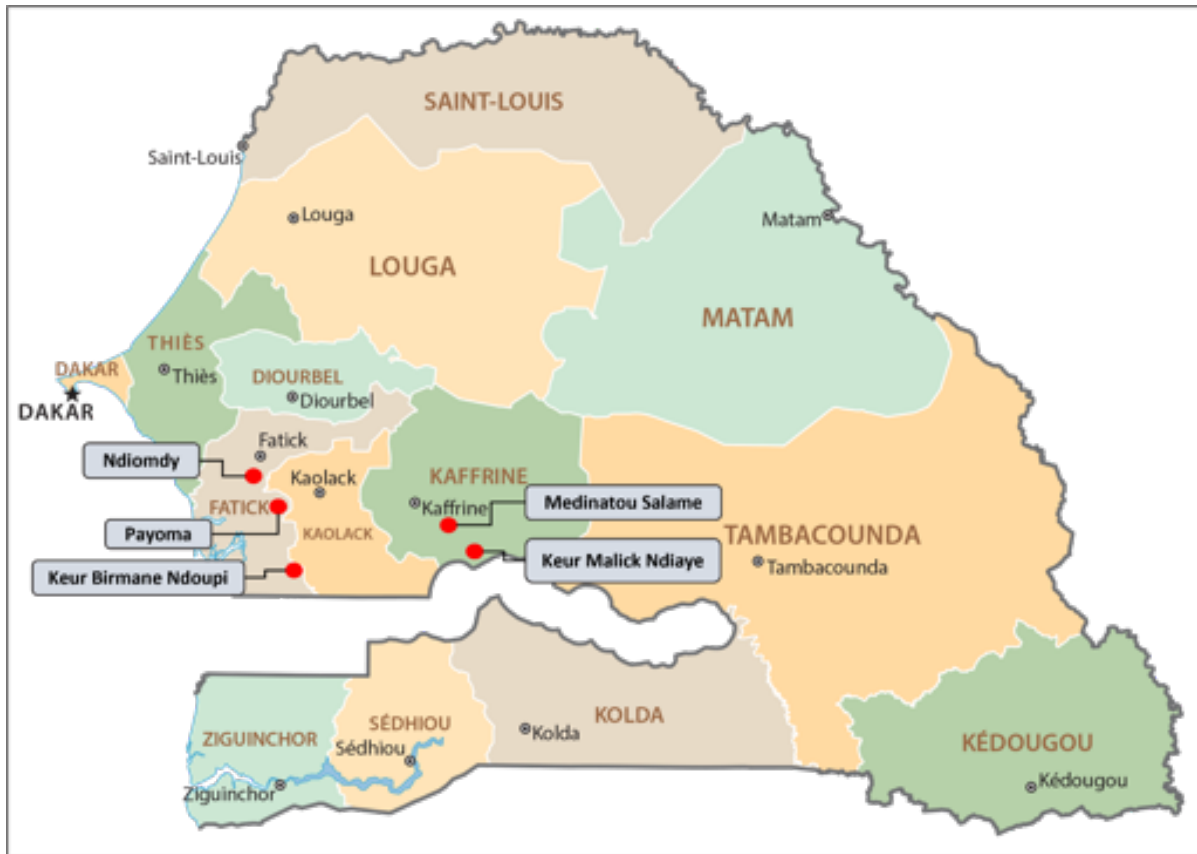 SAINT-LOUIS
Saint-Louis
Louga
Matam
LOUGA
MATAM
THIÈS
DAKAR
Thiès
DIOURBEL
Diourbel
DAKAR
Fatick
Ndiomdy
Kaolack
KAFFRINE
Kaffrine
Medinatou Salame
FATICK
Payoma
KAOLACK
TAMBACOUNDA
Keur Malick Ndiaye
Tambacounda
Keur Birmane Ndoupi
KOLDA
SÉDHIOU
ZIGUINCHOR
Kolda
KÉDOUGOU
Sédhiou
Kédougou
Ziguinchor